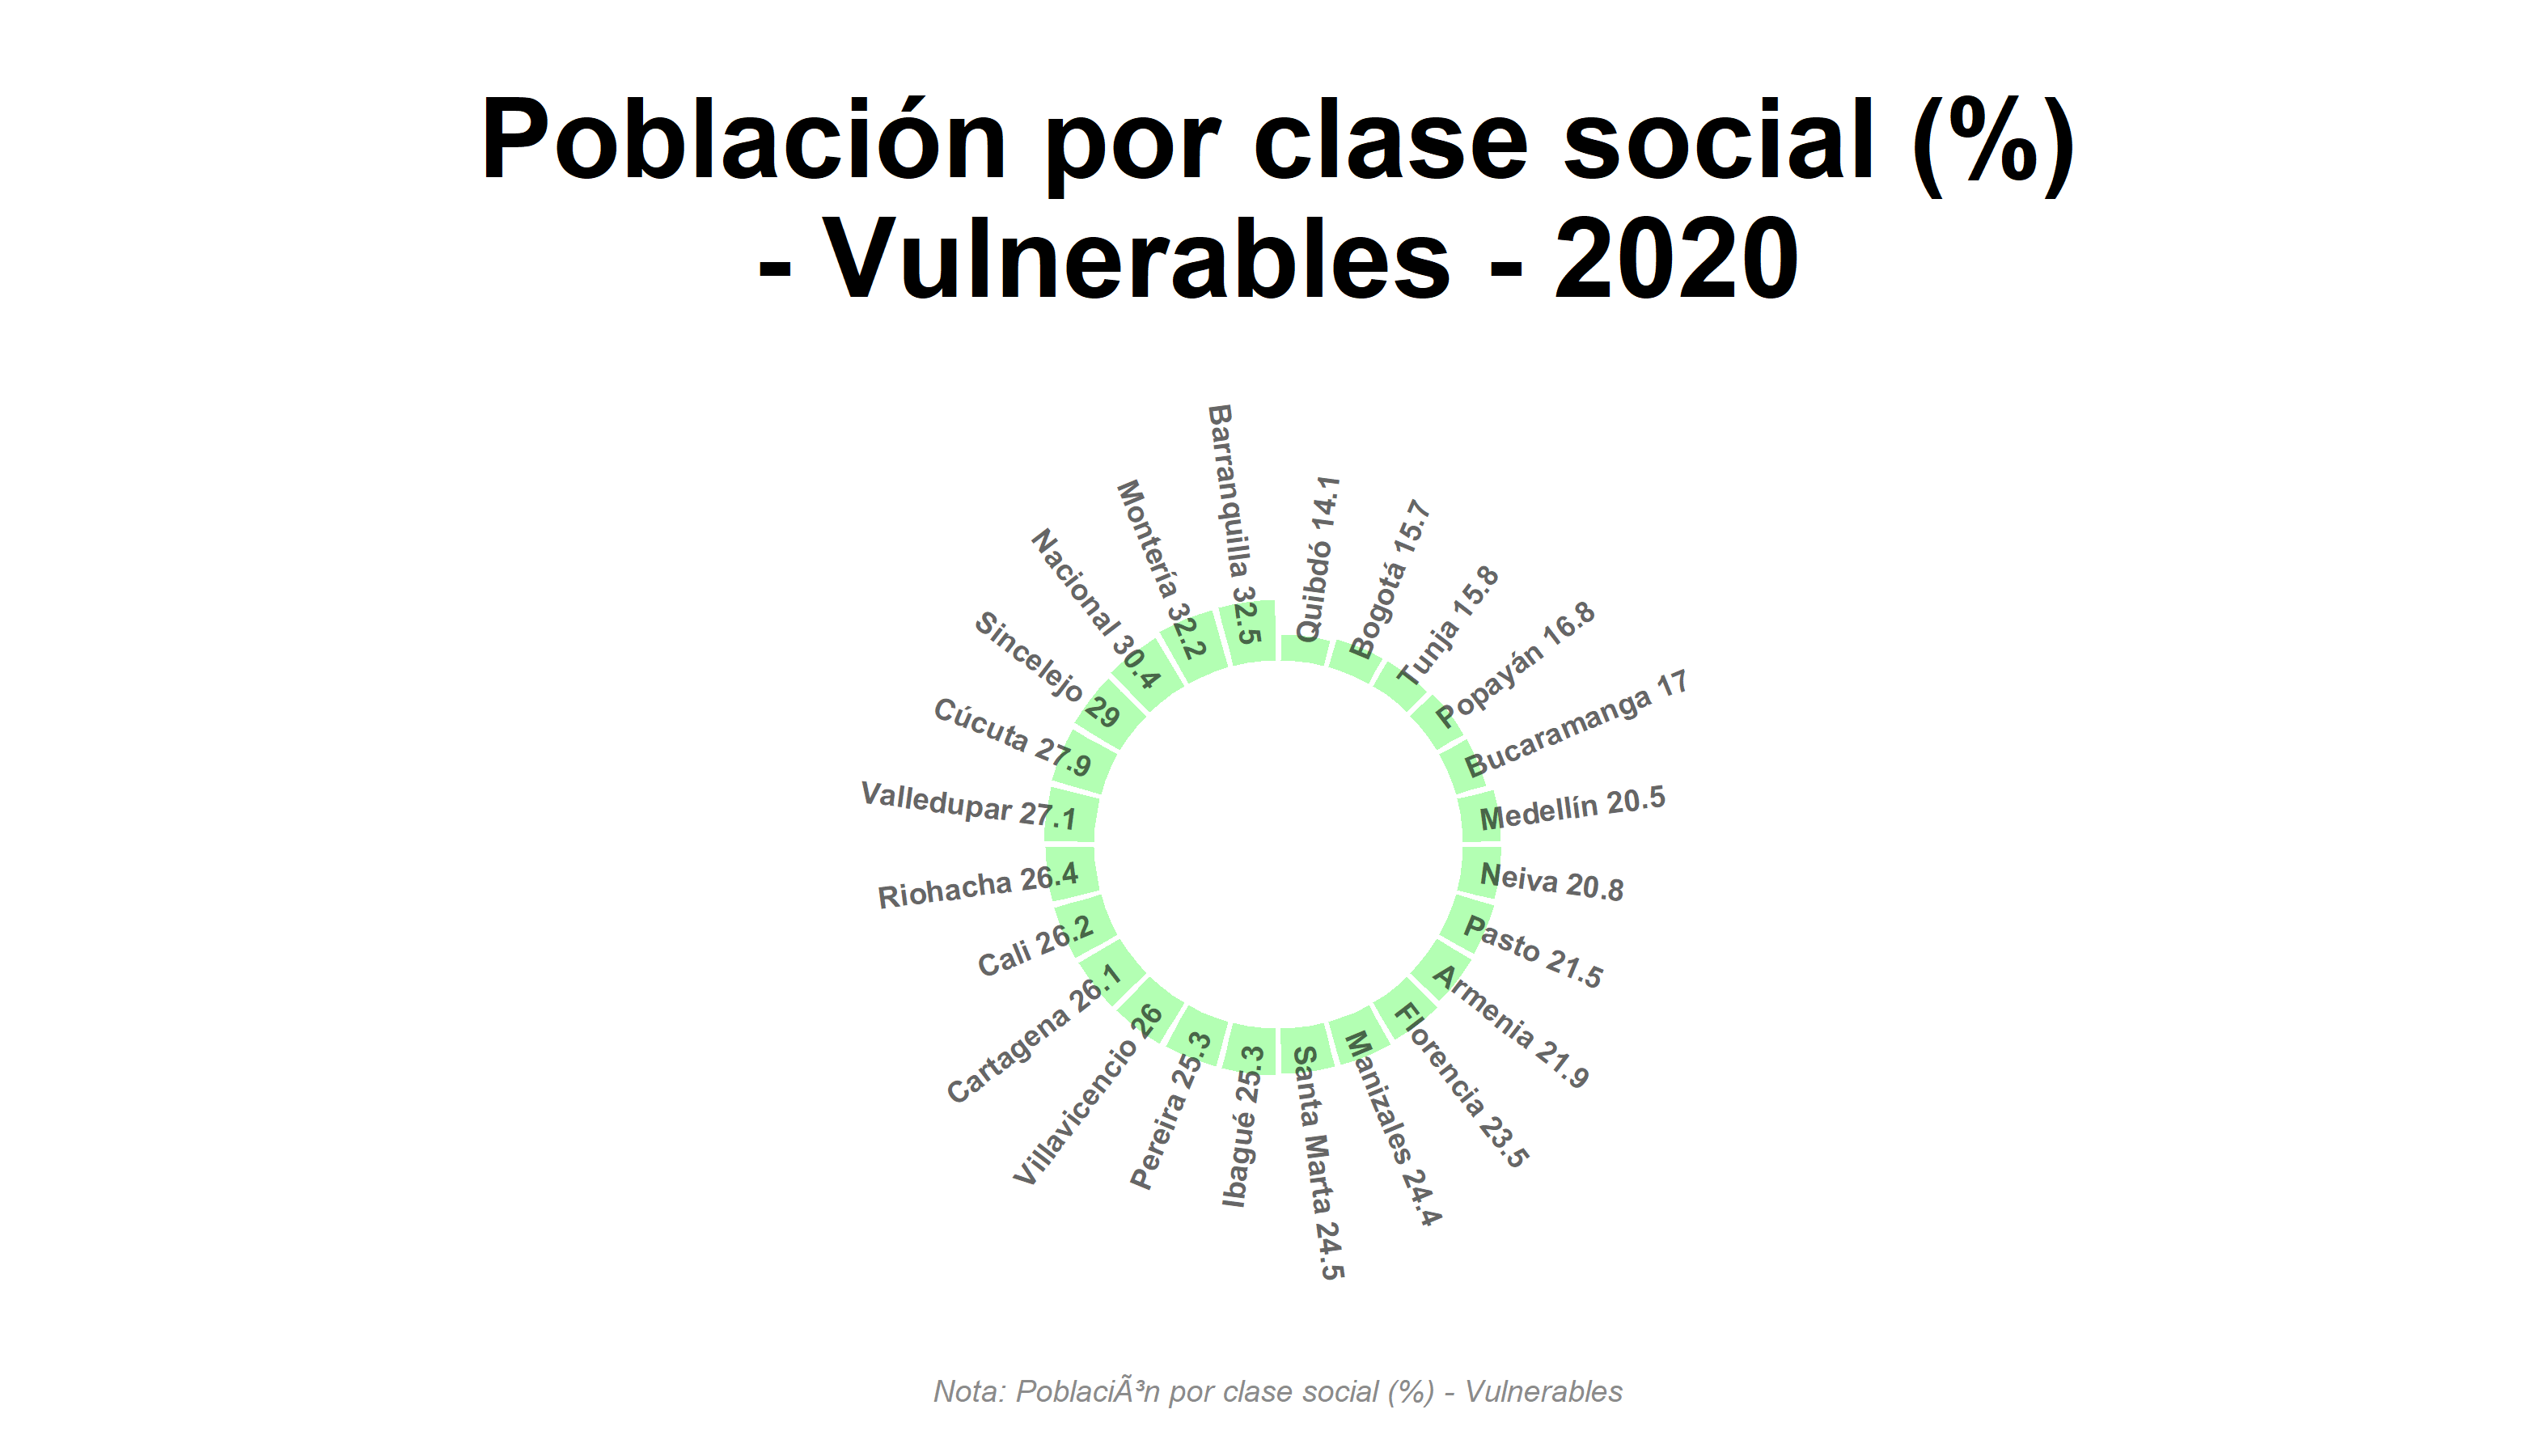 Población por clase social (%)
- Vulnerables - 2020
Quibdó 14.1
Bogotá 15.7
Tunja 15.8
Popayán 16.8
Bucaramanga 17
Medellín 20.5
Neiva 20.8
Pasto 21.5
Armenia 21.9
Florencia 23.5
Manizales 24.4
Santa Marta 24.5
Ibagué 25.3
Pereira 25.3
Villavicencio 26
Cartagena 26.1
Cali 26.2
Riohacha 26.4
Valledupar 27.1
Cúcuta 27.9
Sincelejo 29
Nacional 30.4
Montería 32.2
Barranquilla 32.5
Nota: PoblaciÃ³n por clase social (%) - Vulnerables